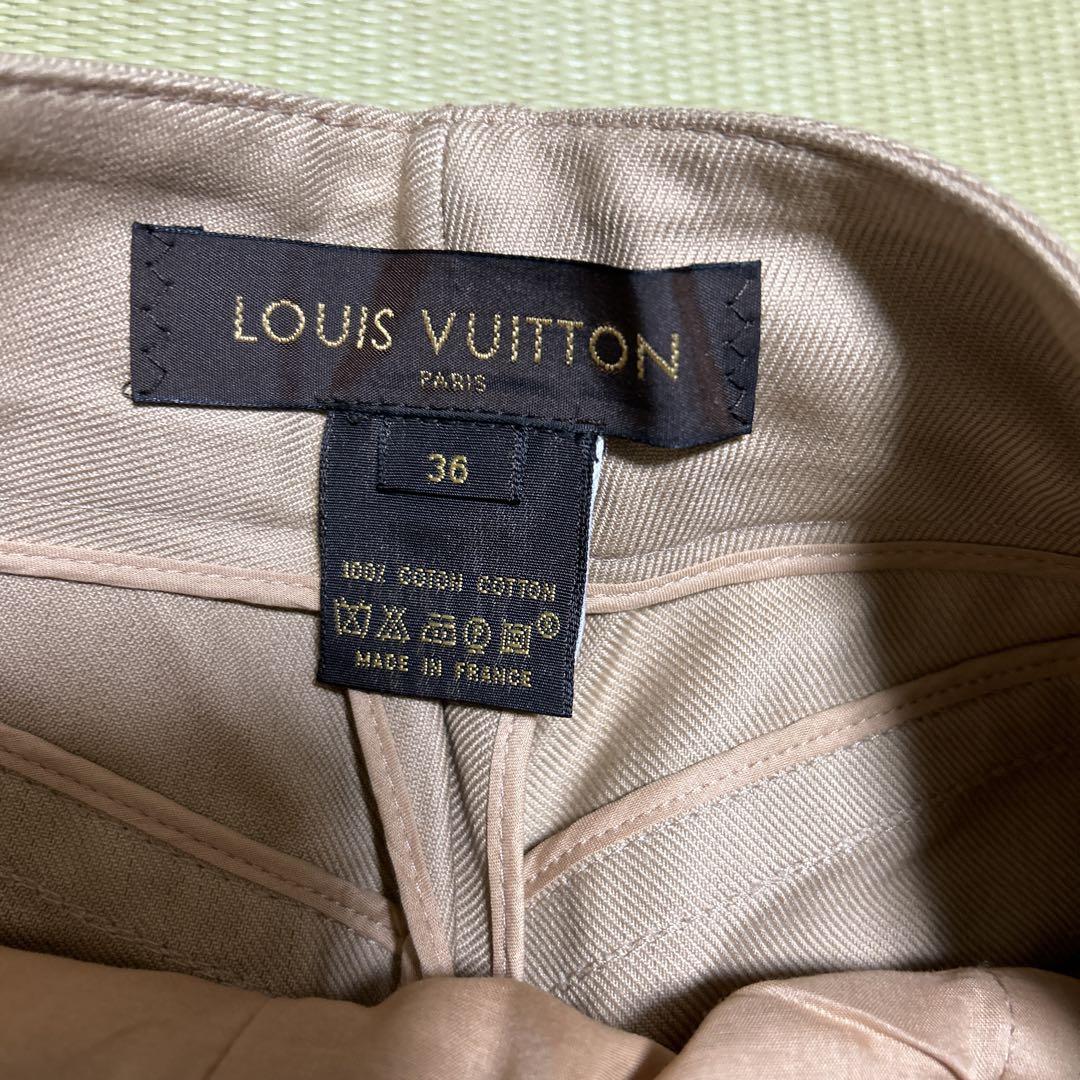 LOUIS VUITTON
PARIS
36
100% COTON COTTON
P
MADE IN FRANCE